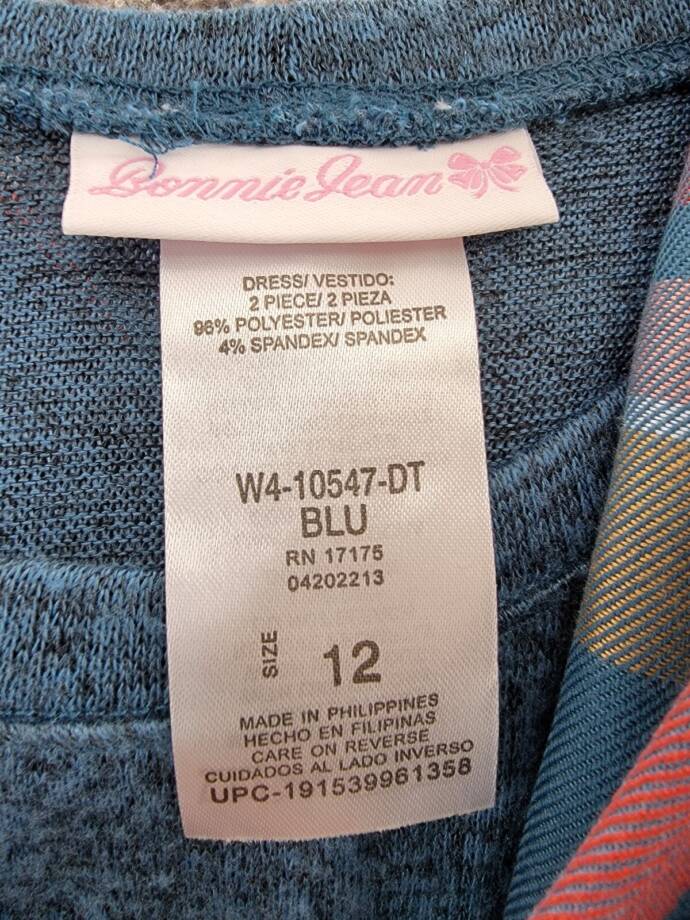 Bonnie Jean
DRESS/ VESTIDO:
2 PIECE/ 2 PIEZA
96% POLYESTER/ POLIESTER
4% SPANDEX/ SPANDEX
W4-10547-DT
BLU
RN 17175
04202213
SIZE 12
MADE IN PHILIPPINES
HECHO EN FILIPINAS
CARE ON REVERSE
CUIDADOS AL LADO INVERSO
UPC-191539961358